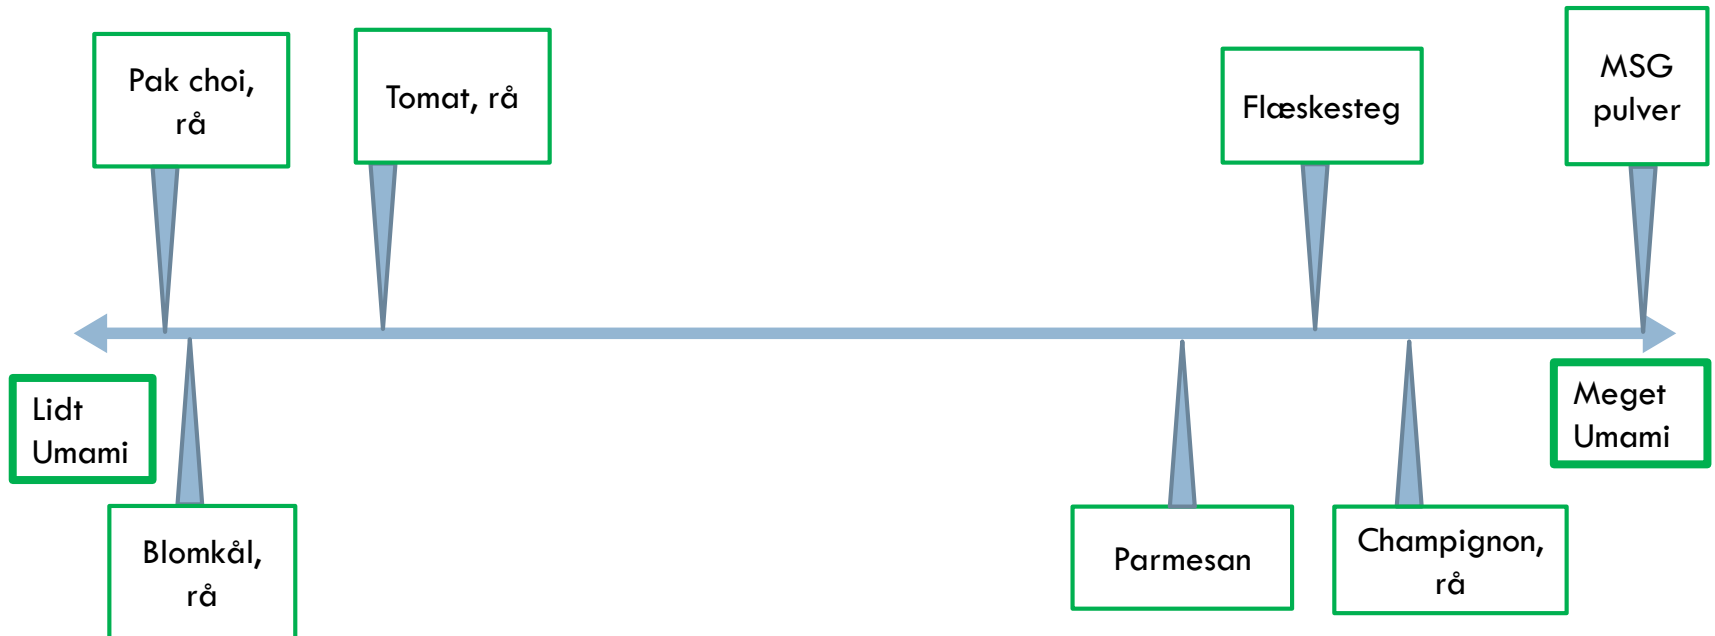 Pak choi,
rå
Tomat, rå
Flæskesteg
MSG
pulver
Lidt
Umami
Meget
Umami
Blomkål,
rå
Parmesan
Champignon,
rå